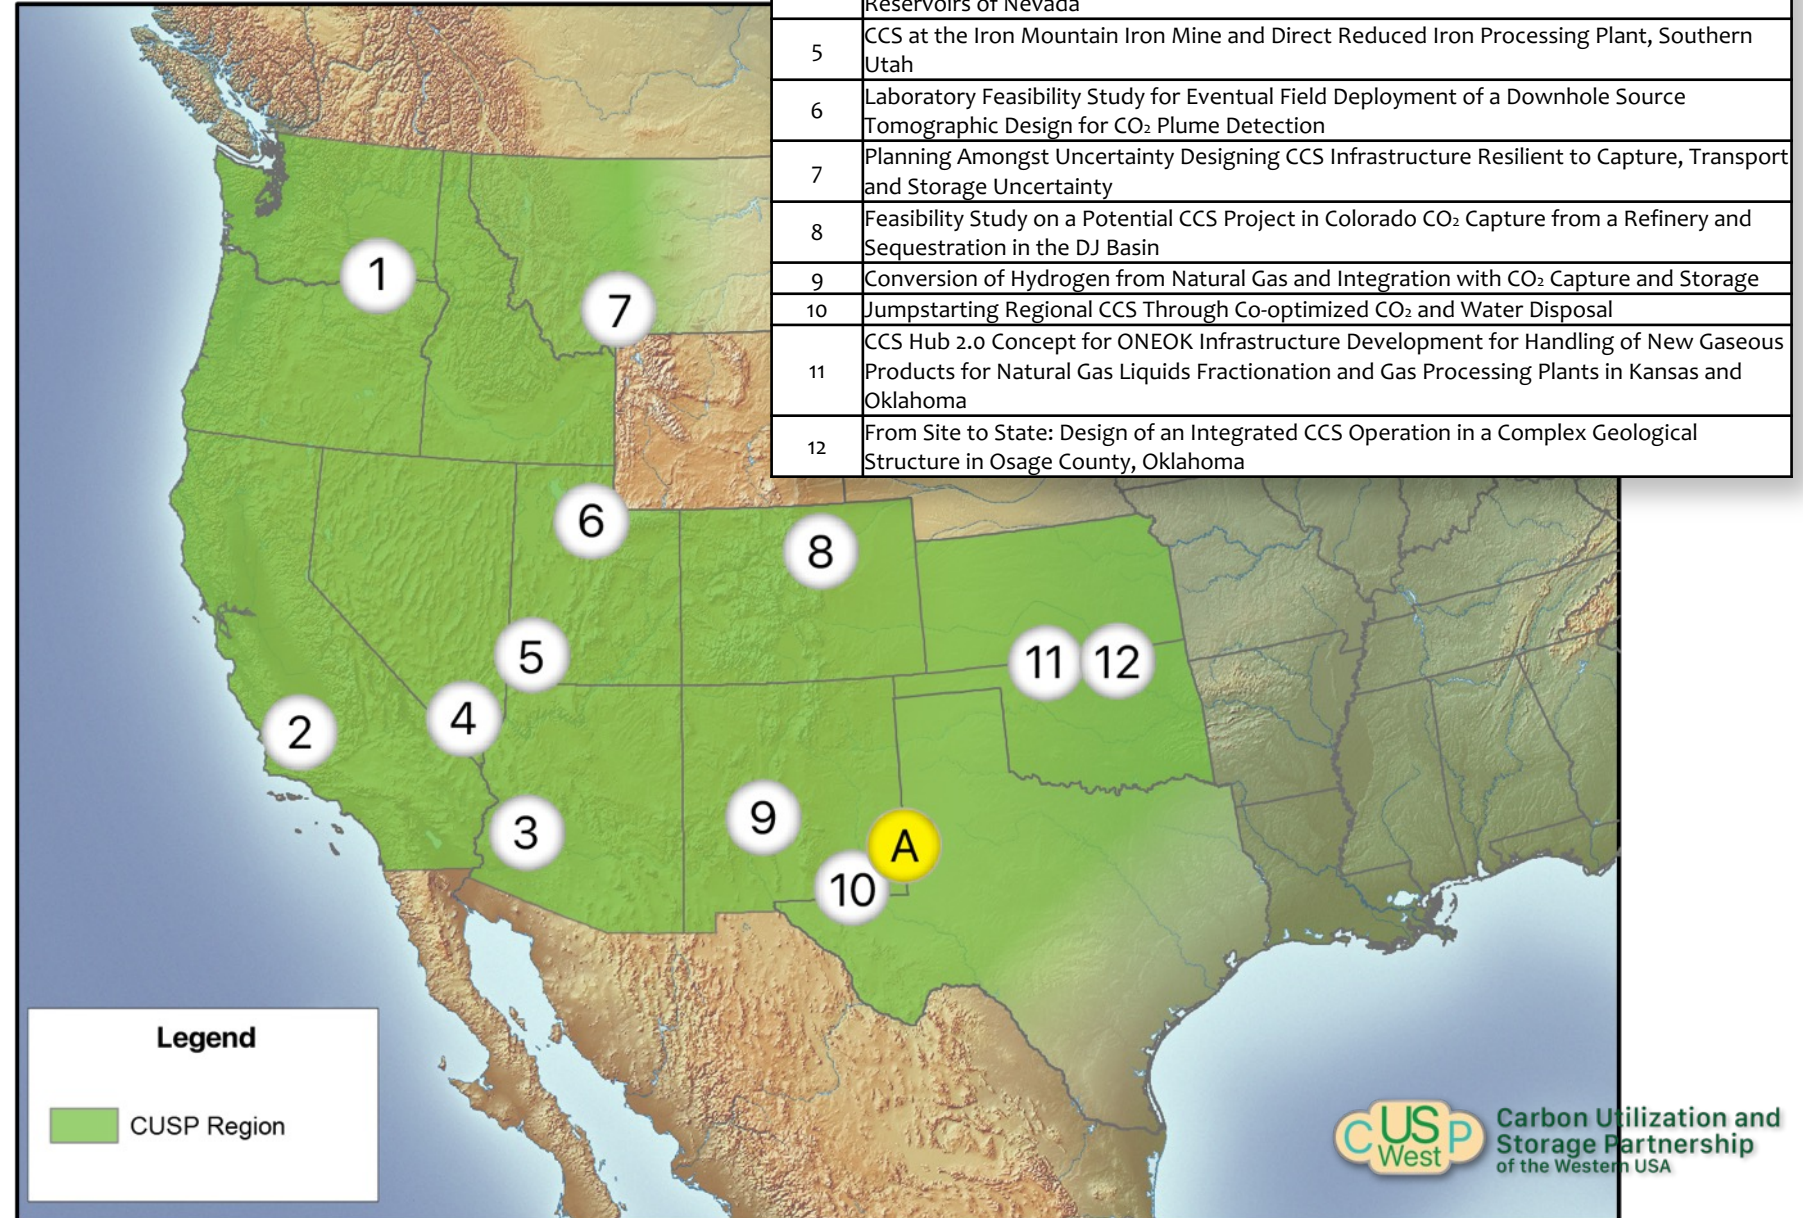 Reservoirs of Nevada
5
CCS at the Iron Mountain Iron Mine and Direct Reduced Iron Processing Plant, Southern
Utah
6
Laboratory Feasibility Study for Eventual Field Deployment of a Downhole Source
Tomographic Design for CO₂ Plume Detection
7
Planning Amongst Uncertainty Designing CCS Infrastructure Resilient to Capture, Transport
and Storage Uncertainty
8
Feasibility Study on a Potential CCS Project in Colorado CO₂ Capture from a Refinery and
Sequestration in the DJ Basin
9
Conversion of Hydrogen from Natural Gas and Integration with CO₂ Capture and Storage
10
Jumpstarting Regional CCS Through Co-optimized CO₂ and Water Disposal
11
CCS Hub 2.0 Concept for ONEOK Infrastructure Development for Handling of New Gaseous
Products for Natural Gas Liquids Fractionation and Gas Processing Plants in Kansas and
Oklahoma
12
From Site to State: Design of an Integrated CCS Operation in a Complex Geological
Structure in Osage County, Oklahoma
1
7
6
8
5
11
12
4
2
3
9
A
10
Legend
CUSP Region
CUSP
West
Carbon Utilization and
Storage Partnership
of the Western USA